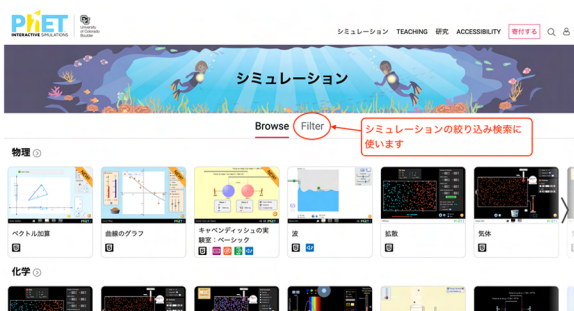 PhET
INTERACTIVE SIMULATIONS
University
of Colorado
Boulder
シミュレーション TEACHING 研究 ACCESSIBILITY 寄付する
シミュレーション
Browse Filter
シミュレーションの絞り込み検索に
使います
物理
ベクトル加算
曲線のグラフ
キャベンディッシュの実
験室：ベーシック
波
拡散
気体
化学